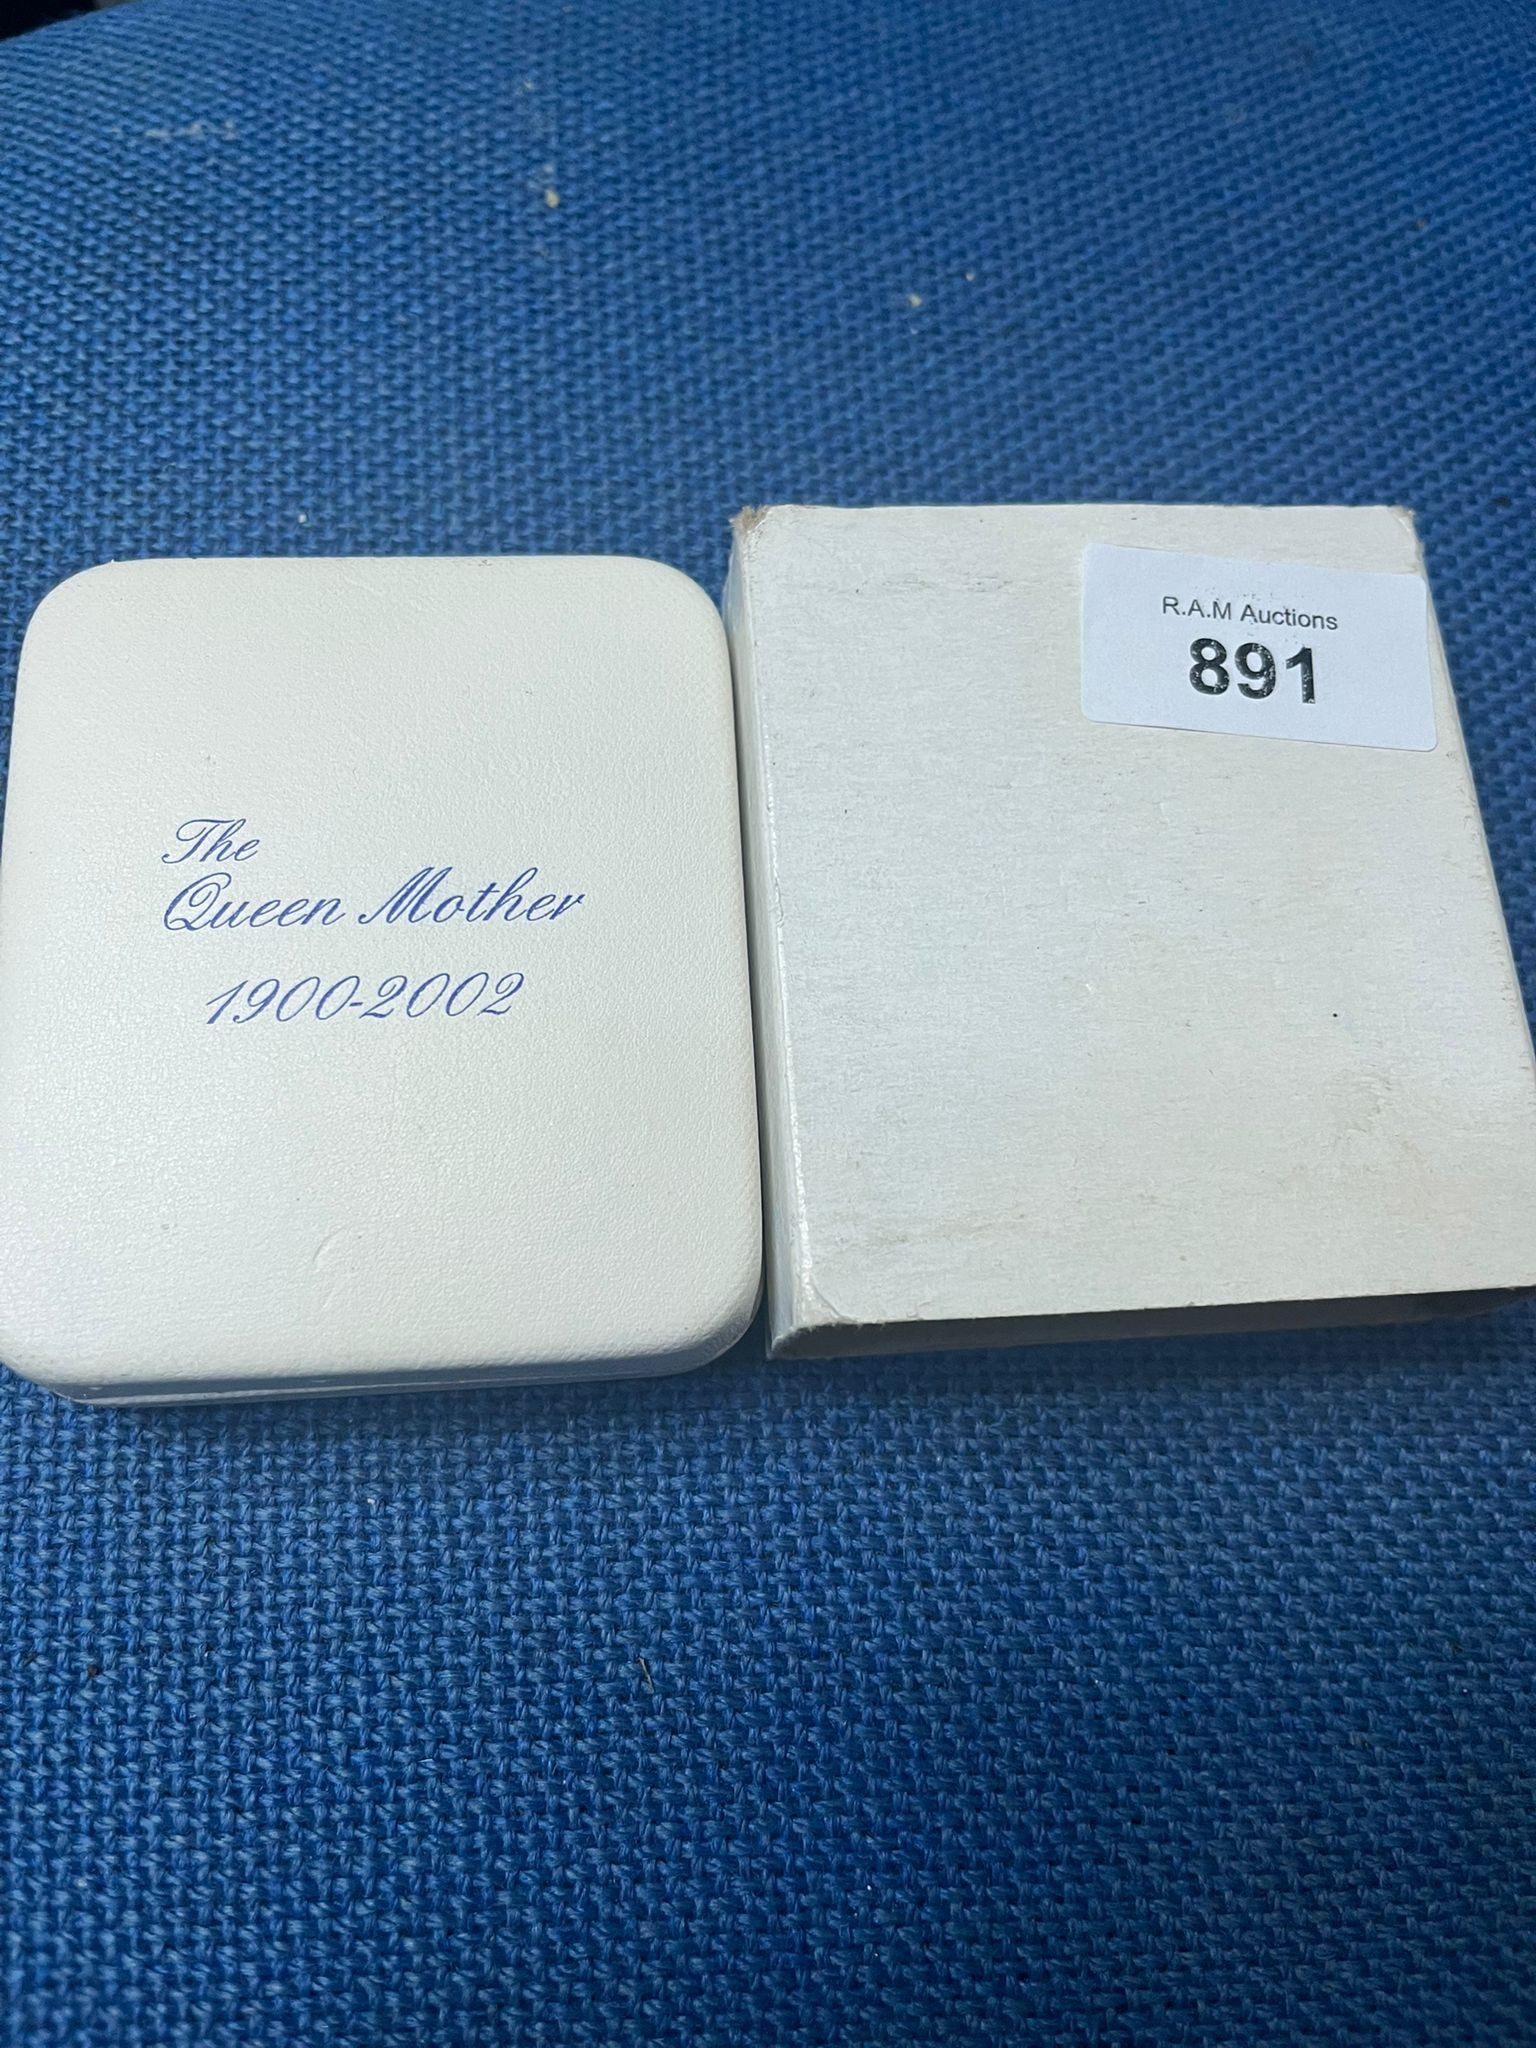 The
Queen Mother
1900-2002
R.A.M Auctions
891